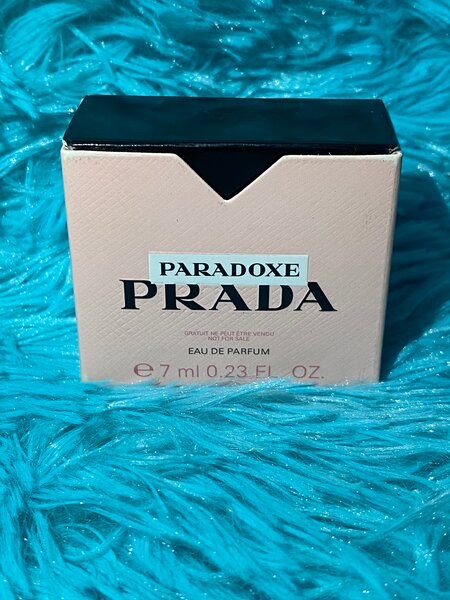 PARADOXE
PRADA
GRATUIT NE PEUT ÊTRE VENDU
NOT FOR SALE
EAU DE PARFUM
℮ 7 ml 0.23 FL. OZ.